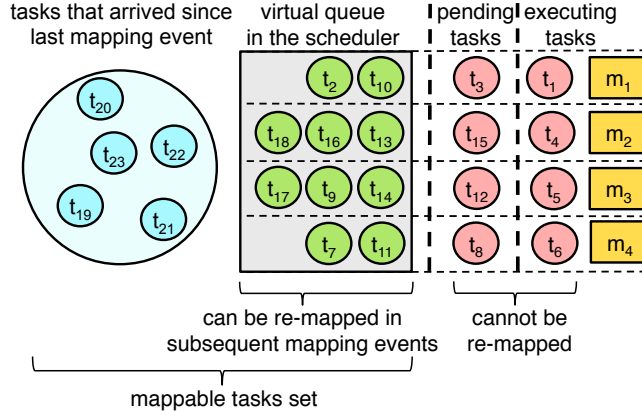 tasks that arrived since
last mapping event
virtual queue
in the scheduler
pending
tasks
executing
tasks
t20
t23
t22
t19
t21
t2 t10 t3 t1 m1
t18 t16 t13 t15 t4 m2
t17 t9 t14 t12 t5 m3
t7 t11 t8 t6 m4
can be re-mapped in
subsequent mapping events
cannot be
re-mapped
mappable tasks set